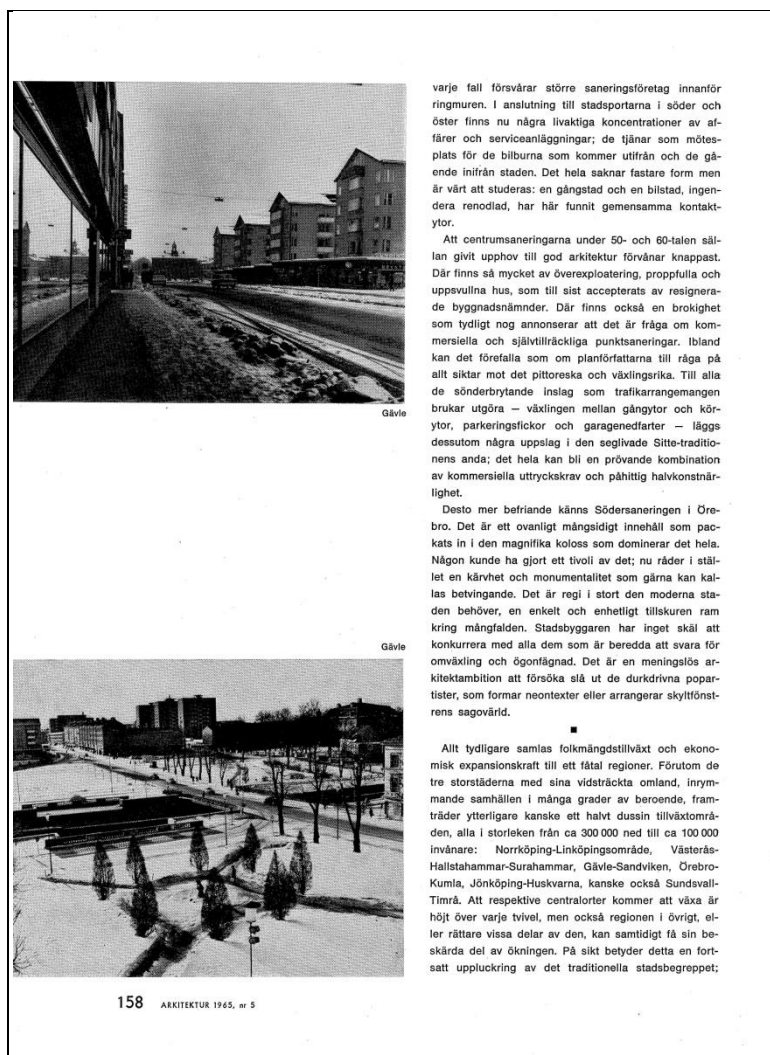 varje fall försvårar större saneringsföretag innanför
ringmuren. I anslutning till stadsportarna i söder och
öster finns nu några livaktiga koncentrationer av af-
färer och serviceanläggningar; de tjänar som mötes-
plats för de bilburna som kommer utifrån och de gå-
ende inifrån staden. Det hela saknar fastare form men
är värt att studeras: en gångstad och en bilstad, ingen-
dera renodlad, har här funnit gemensamma kontakt-
ytor.
Att centrumsaneringarna under 50- och 60-talen säl-
lan givit upphov till god arkitektur förvånar knappast.
Där finns så mycket av överexploatering, proppfulla och
uppsvullna hus, som till sist accepterats av resignera-
de byggnadsnämnder. Där finns också en brokighet
som tydligt nog annonserar att det är fråga om kom-
mersiella och självtillräckliga punktsaneringar. Ibland
kan det förefalla som om planförfattarna till råga på
allt siktar mot det pittoreska och växlingsrika. Till alla
de sönderbrytande inslag som trafikarrangemangen
brukar utgöra — växlingen mellan gångytor och kör-
ytor, parkeringsfickor och garagenedfarter — läggs
dessutom några uppslag i den seglivade Sitte-traditio-
nens anda; det hela kan bli en prövande kombination
av kommersiella uttryckskrav och påhittig halvkonstnär-
lighet.
Desto mer befriande känns Södersaneringen i Öre-
bro. Det är ett ovanligt mångsidigt innehåll som pac-
kats in i den magnifika koloss som dominerar det hela.
Någon kunde ha gjort ett tivoli av det; nu råder i stäl-
let en kärvhet och monumentalitet som gärna kan kal-
las betvingande. Det är regi i stort den moderna sta-
den behöver, en enkelt och enhetligt tillskuren ram
kring mångfalden. Stadsbyggaren har inget skäl att
konkurrera med alla dem som är beredda att svara för
omväxling och ögonfägnad. Det är en meningslös ar-
kitektambition att försöka slå ut de durkdrivna popar-
tister, som formar neontexter eller arrangerar skyltfönst-
rens sagovärld.
Allt tydligare samlas folkmängdstillväxt och ekono-
misk expansionskraft till ett fåtal regioner. Förutom de
tre storstäderna med sina vidsträckta omland, inrym-
mande samhällen i många grader av beroende, fram-
träder ytterligare kanske ett halvt dussin tillväxtområ-
den, alla i storleken från ca 300 000 ned till ca 100 000
invånare: Norrköping-Linköpingsområde, Västerås-
Hallstahammar-Surahammar, Gävle-Sandviken, Örebro-
Kumla, Jönköping-Huskvarna, kanske också Sundsvall-
Timrå. Att respektive centralorter kommer att växa är
höjt över varje tvivel, men också regionen i övrigt, el-
ler rättare vissa delar av den, kan samtidigt få sin be-
skärda del av ökningen. På sikt betyder detta en fort-
satt uppluckring av det traditionella stadsbegreppet;
Gävle
Gävle
158 ARKITEKTUR 1965, nr 5